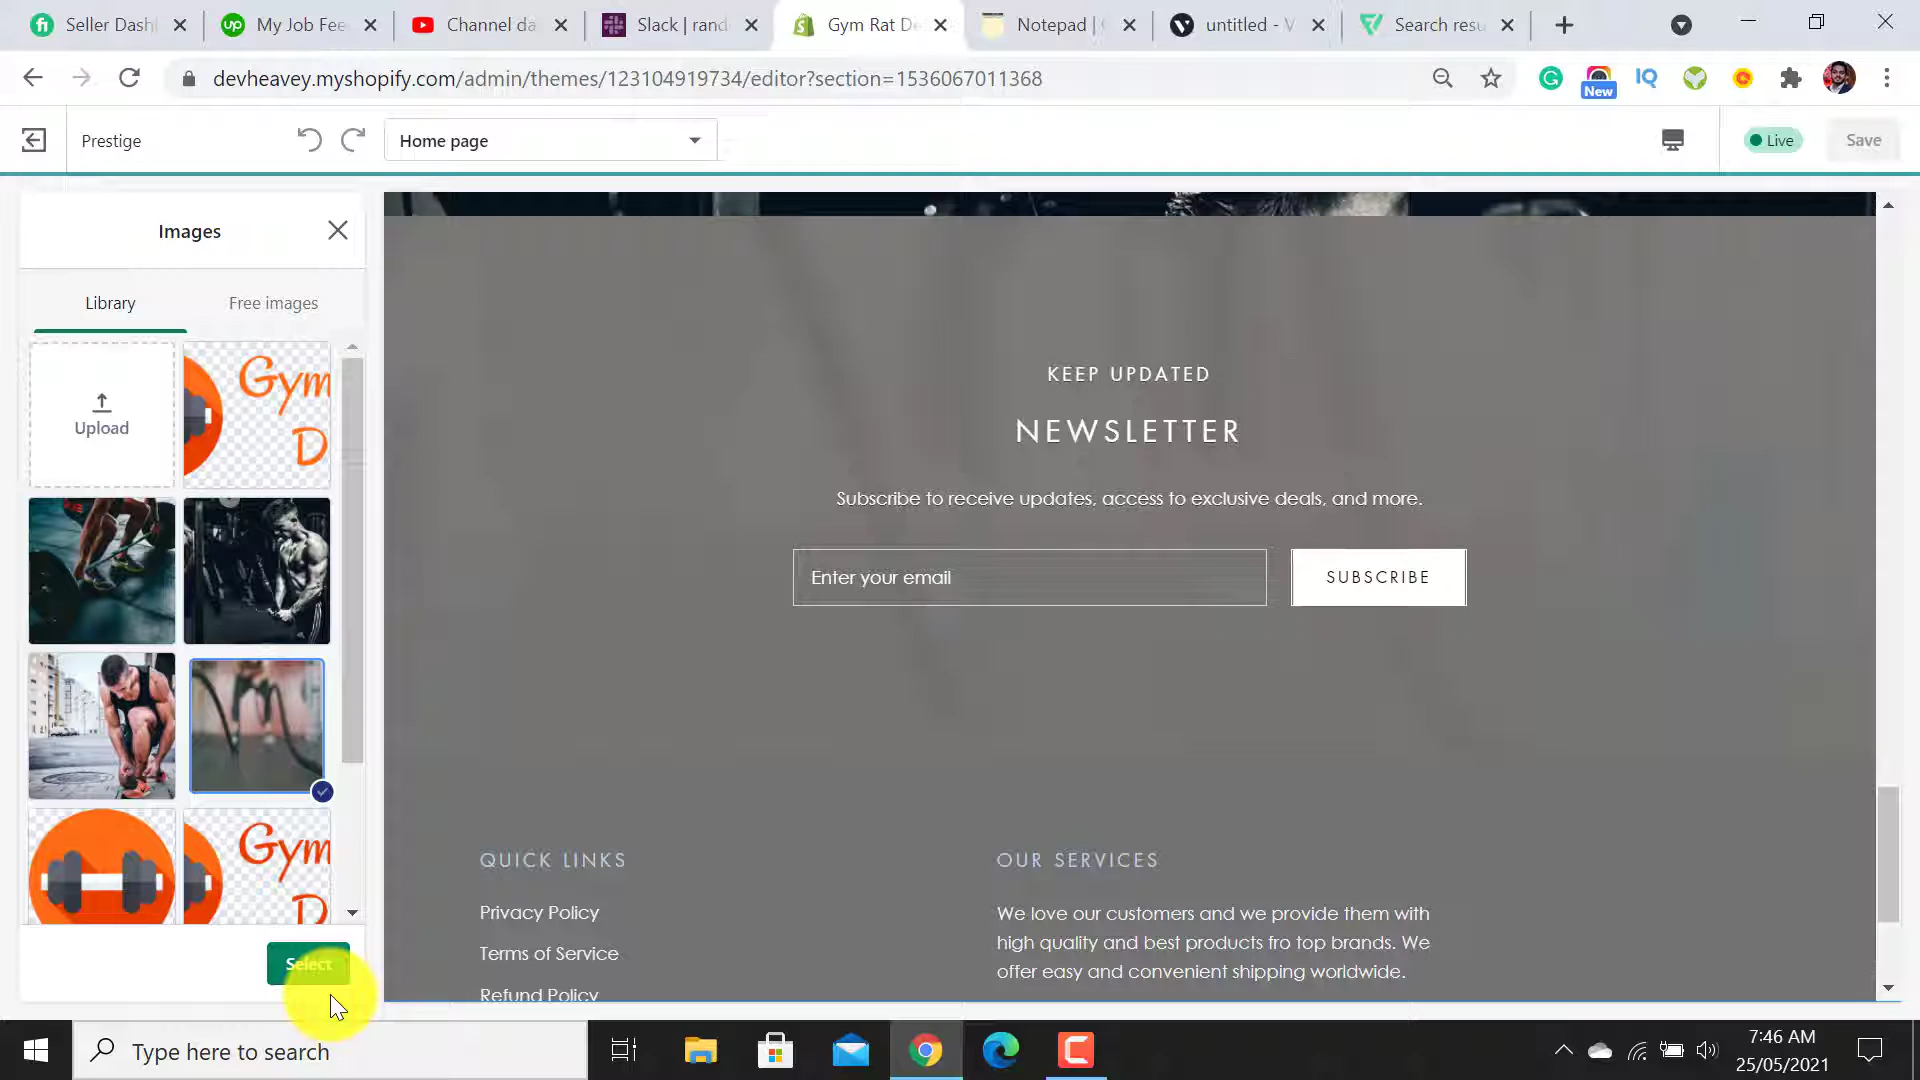 Seller Dash
My Job Fee
Channel da
Slack | rand
Gym Rat De
Notepad |
untitled - V
Search resu
devheavey.myshopify.com/admin/themes/123104919734/editor?section=1536067011368
IQ
New
Prestige
Home page
Live
Save
Images
Library
Free images
Upload
Gym
D
Gym
D
Select
KEEP UPDATED
NEWSLETTER
Subscribe to receive updates, access to exclusive deals, and more.
Enter your email
SUBSCRIBE
QUICK LINKS
Privacy Policy
Terms of Service
Refund Policy
OUR SERVICES
We love our customers and we provide them with
high quality and best products fro top brands. We
offer easy and convenient shipping worldwide.
Type here to search
7:46 AM
25/05/2021